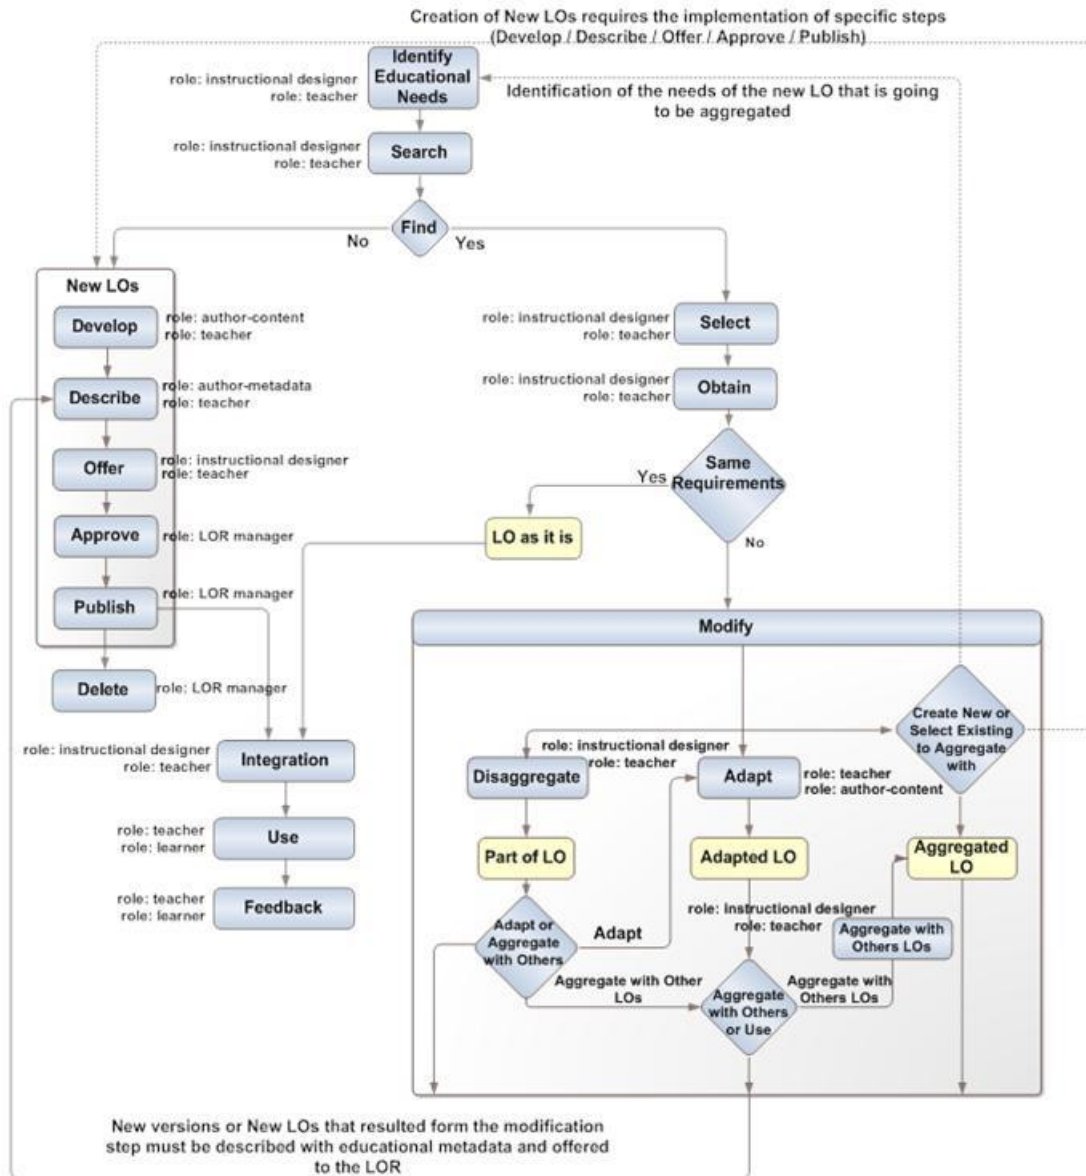 Creation of New LOs requires the implementation of specific steps
(Develop / Describe / Offer / Approve / Publish)
Identify
Educational
Needs
role: instructional designer
role: teacher
Identification of the needs of the new LO that is going
to be aggregated
role: instructional designer
role: teacher
Search
Find
No
Yes
New LOs
Develop
role: author-content
role: teacher
Describe
role: author-metadata
role: teacher
Offer
role: instructional designer
role: teacher
Approve
role: LOR manager
Publish
role: LOR manager
Delete
role: LOR manager
role: instructional designer
role: teacher
Select
role: instructional designer
role: teacher
Obtain
Same
Requirements
Yes
No
LO as it is
role: instructional designer
role: teacher
Integration
role: teacher
role: learner
Use
role: teacher
role: learner
Feedback
Modify
Create New or
Select Existing
to Aggregate
with
role: instructional designer
role: teacher
Disaggregate
Adapt
role: teacher
role: author-content
Part of LO
Adapted LO
Aggregated
LO
Adapt or
Aggregate
with Others
Adapt
role: instructional designer
role: teacher
Aggregate with
Others LOs
Aggregate with Other
LOs
Aggregate
with Others
or Use
Aggregate with
Others LOs
New versions or New LOs that resulted form the modification
step must be described with educational metadata and offered
to the LOR